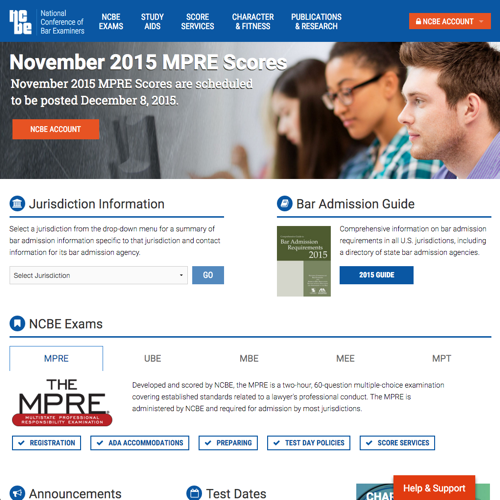 ncbe
National
Conference of
Bar Examiners
NCBE
EXAMS
STUDY
AIDS
SCORE
SERVICES
CHARACTER
& FITNESS
PUBLICATIONS
& RESEARCH
NCBE ACCOUNT
November 2015 MPRE Scores
November 2015 MPRE Scores are scheduled
to be posted December 8, 2015.
NCBE ACCOUNT
Jurisdiction Information
Select a jurisdiction from the drop-down menu for a summary of
bar admission information specific to that jurisdiction and contact
information for its bar admission agency.
Select Jurisdiction
GO
Bar Admission Guide
Bar Admission
Requirements
2015
Comprehensive information on bar admission
requirements in all U.S. jurisdictions, including
a directory of state bar admission agencies.
2015 GUIDE
NCBE Exams
MPRE UBE MBE MEE MPT
THE
MPRE
MULTISTATE PROFESSIONAL
RESPONSIBILITY EXAMINATION
Developed and scored by NCBE, the MPRE is a two-hour, 60-question multiple-choice examination
covering established standards related to a lawyer's professional conduct. The MPRE is
administered by NCBE and required for admission by most jurisdictions.
REGISTRATION ADA ACCOMMODATIONS PREPARING TEST DAY POLICIES SCORE SERVICES
Announcements
Test Dates
Help & Support